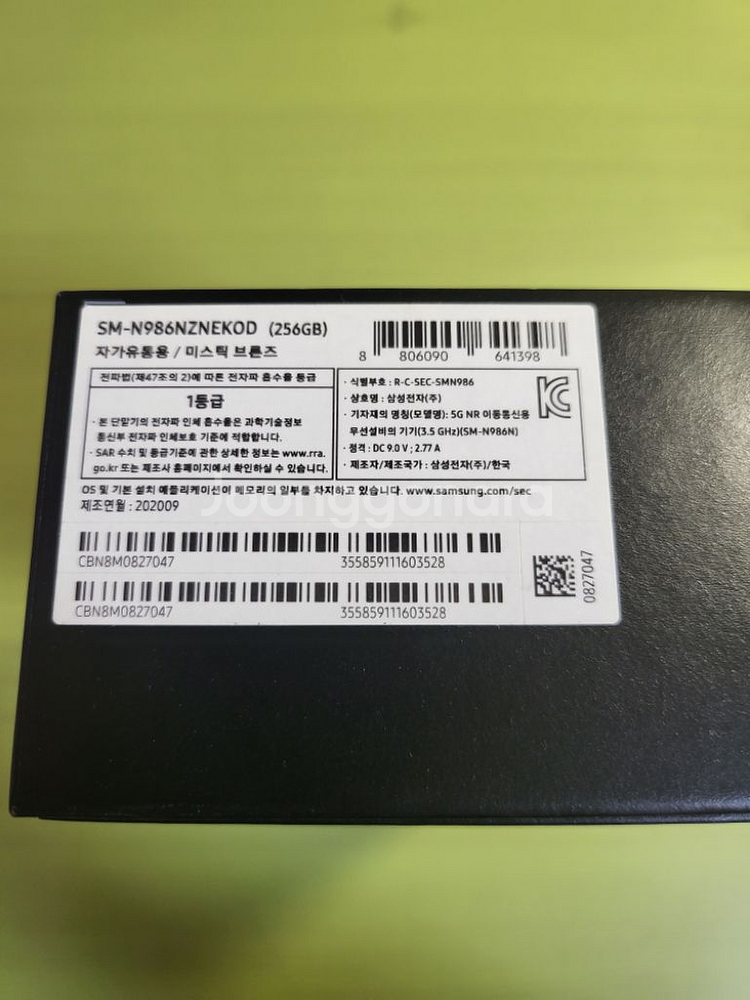 SM-N986NZNEKOD (256GB)
자가유통용 / 미스틱 브론즈
8 806090 641398
전파법(제47조의 2)에 따른 전자파 흡수율 등급
1등급
· 본 단말기의 전자파 인체 흡수율은 과학기술정보
통신부 전자파 인체보호 기준에 적합합니다.
· SAR 수치 및 등급기준에 관한 상세한 정보는 www.rra.
go.kr 또는 제조사 홈페이지에서 확인하실 수 있습니다.
· 식별부호 : R-C-SEC-SMN986
· 상호명 : 삼성전자(주)
· 기자재의 명칭(모델명): 5G NR 이동통신용
무선설비의 기기(3.5 GHz)(SM-N986N)
· 정격 : DC 9.0 V ; 2.77 A
· 제조자/제조국가 : 삼성전자(주)/한국
OS 및 기본 설치 애플리케이션이 메모리의 일부를 차지하고 있습니다. www.samsung.com/sec
제조연월 : 202009
Joonggonara
CBN8M0827047 355859111603528
CBN8M0827047 355859111603528
0827047